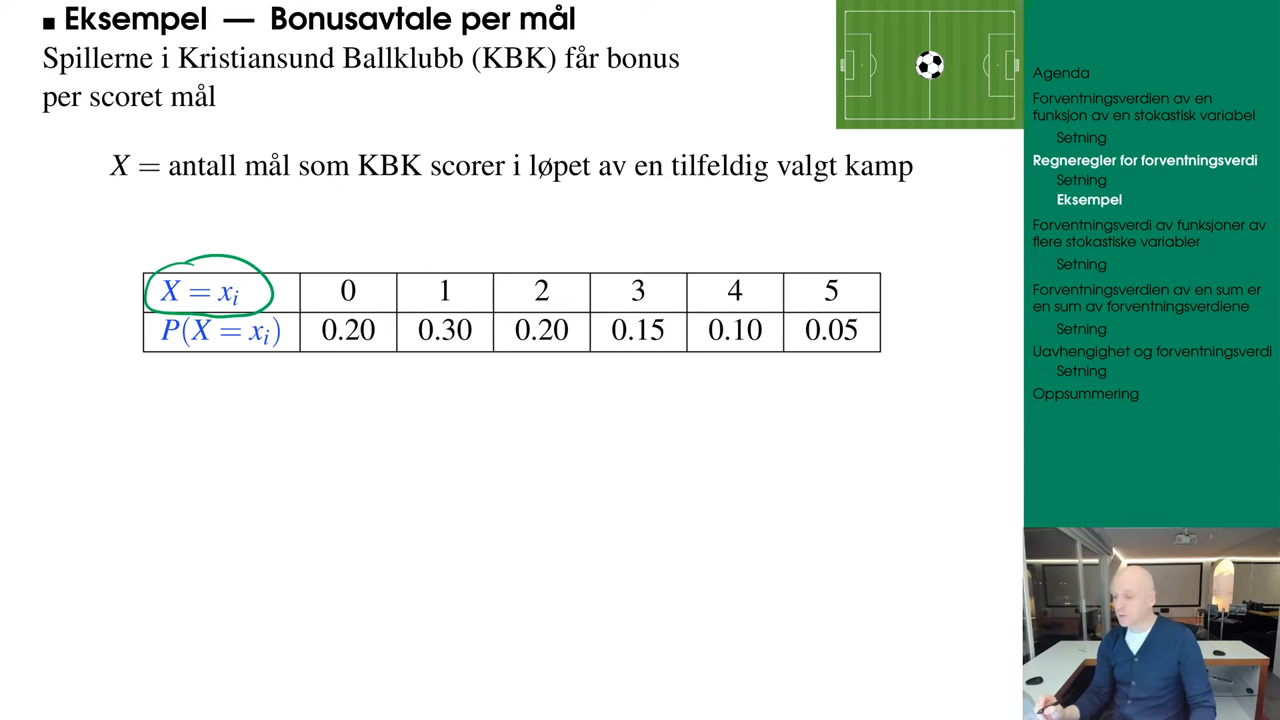 Eksempel — Bonusavtale per mål
Spillerne i Kristiansund Ballklubb (KBK) får bonus
per scoret mål
X = antall mål som KBK scorer i løpet av en tilfeldig valgt kamp
X = xᵢ 0 1 2 3 4 5
P(X = xᵢ) 0.20 0.30 0.20 0.15 0.10 0.05
Agenda
Forventningsverdien av en
funksjon av en stokastisk variabel
Setning
Regneregler for forventningsverdi
Setning
Eksempel
Forventningsverdi av funksjoner av
flere stokastiske variabler
Setning
Forventningsverdien av en sum er
en sum av forventningsverdiene
Setning
Uavhengighet og forventningsverdi
Setning
Oppsummering